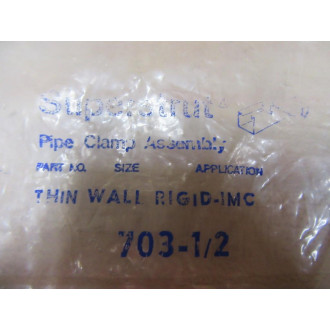 Superstrut
Pipe Clamp Assembly
PART NO. SIZE APPLICATION
THIN WALL RIGID-IMC
703-1/2